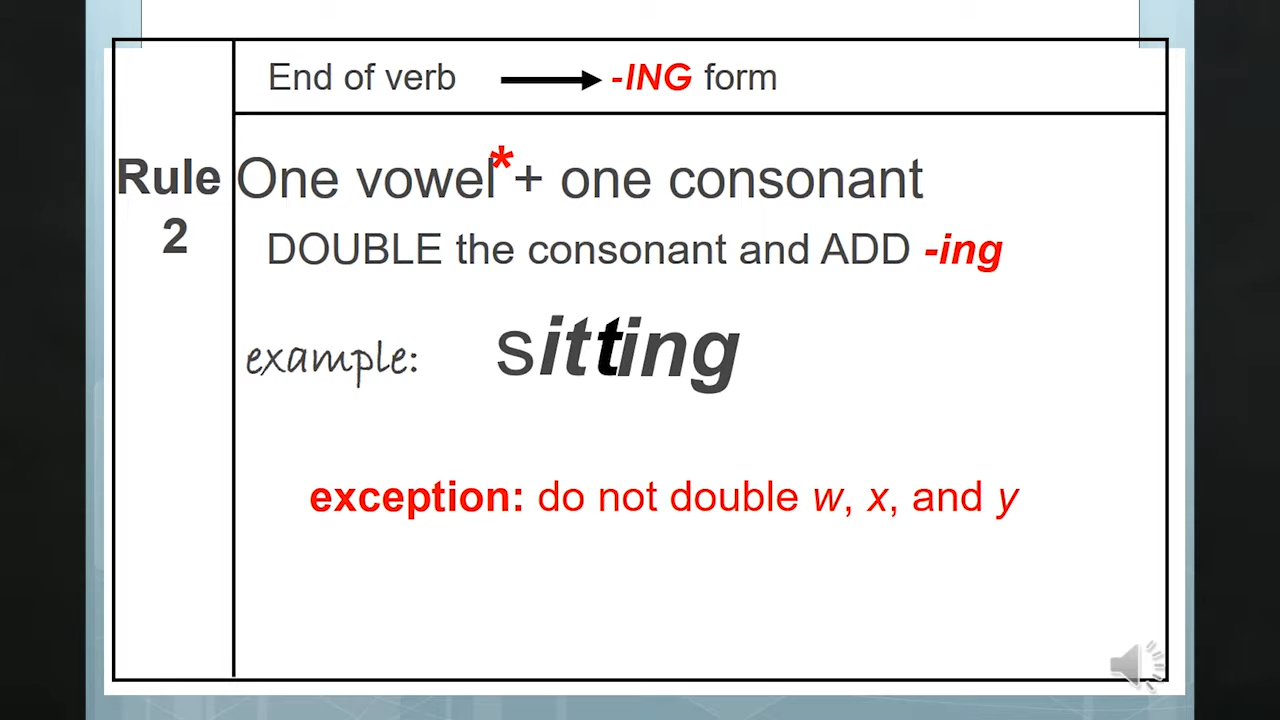 End of verb → -ING form
Rule 2
One vowel* + one consonant
DOUBLE the consonant and ADD -ing
example: sitting
exception: do not double w, x, and y